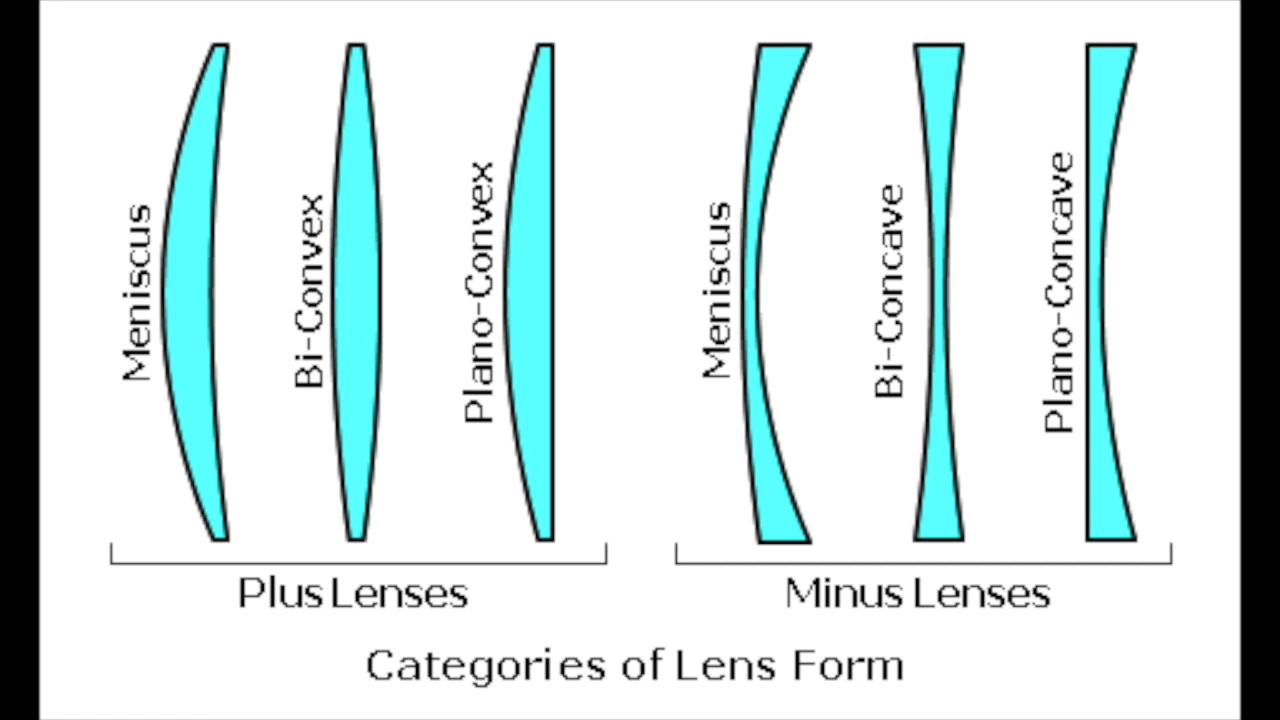 Meniscus
Bi-Convex
Plano-Convex
Meniscus
Bi-Concave
Plano-Concave
Plus Lenses
Minus Lenses
Categories of Lens Form